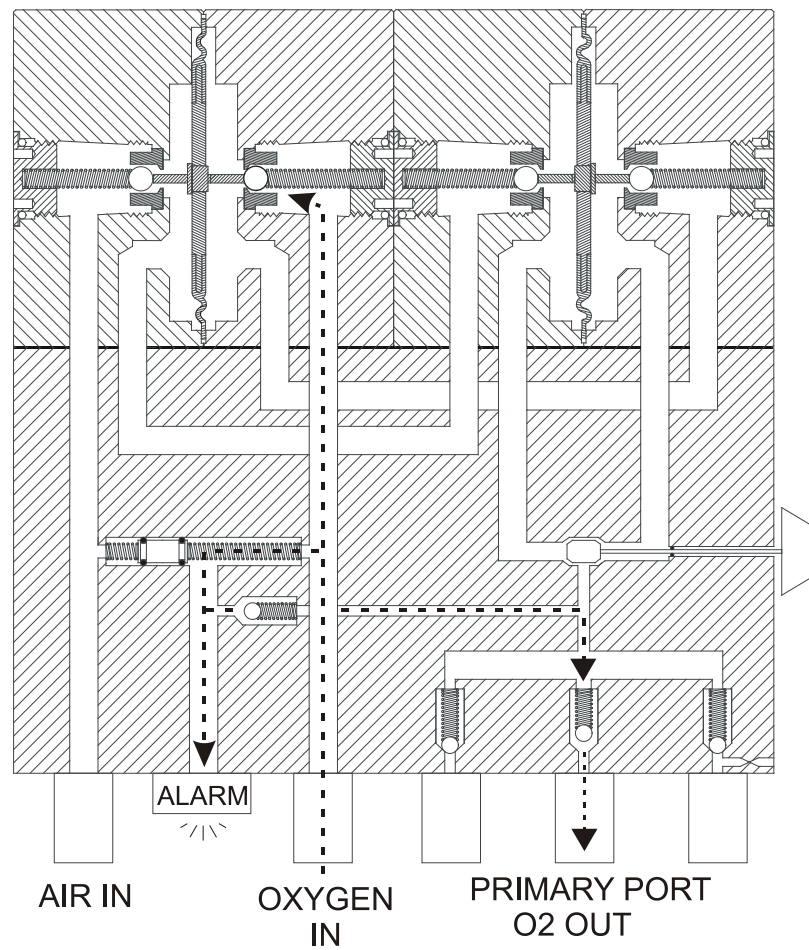 ALARM
AIR IN
OXYGEN
IN
PRIMARY PORT
O2 OUT